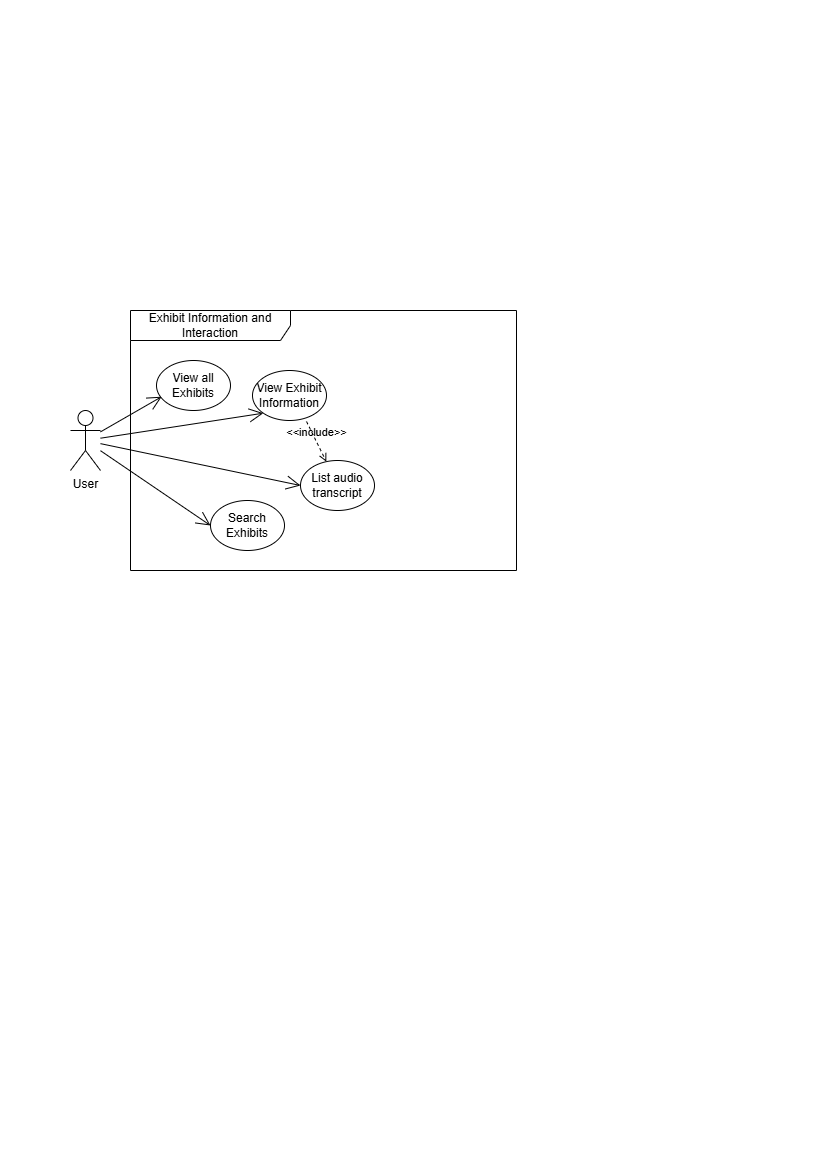 Exhibit Information and
Interaction
View all
Exhibits
View Exhibit
Information
<<include>>
List audio
transcript
User
Search
Exhibits